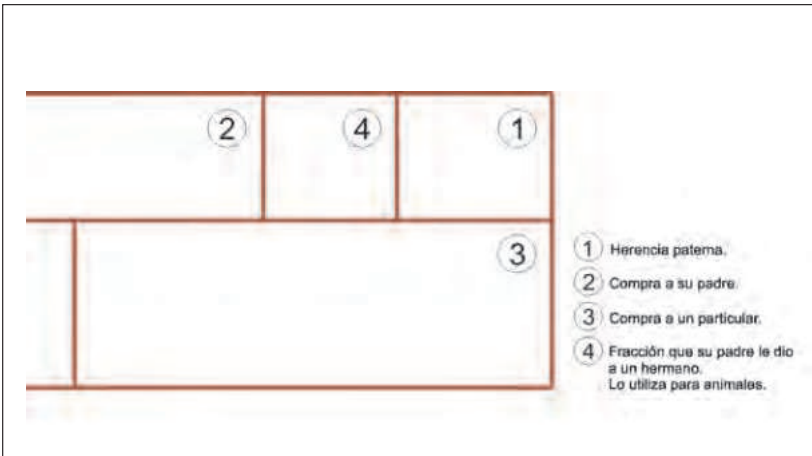 2 4 1
3
1 Herencia paterna.
2 Compra a su padre.
3 Compra a un particular.
4 Fracción que su padre le dio
a un hermano.
Lo utiliza para animales.